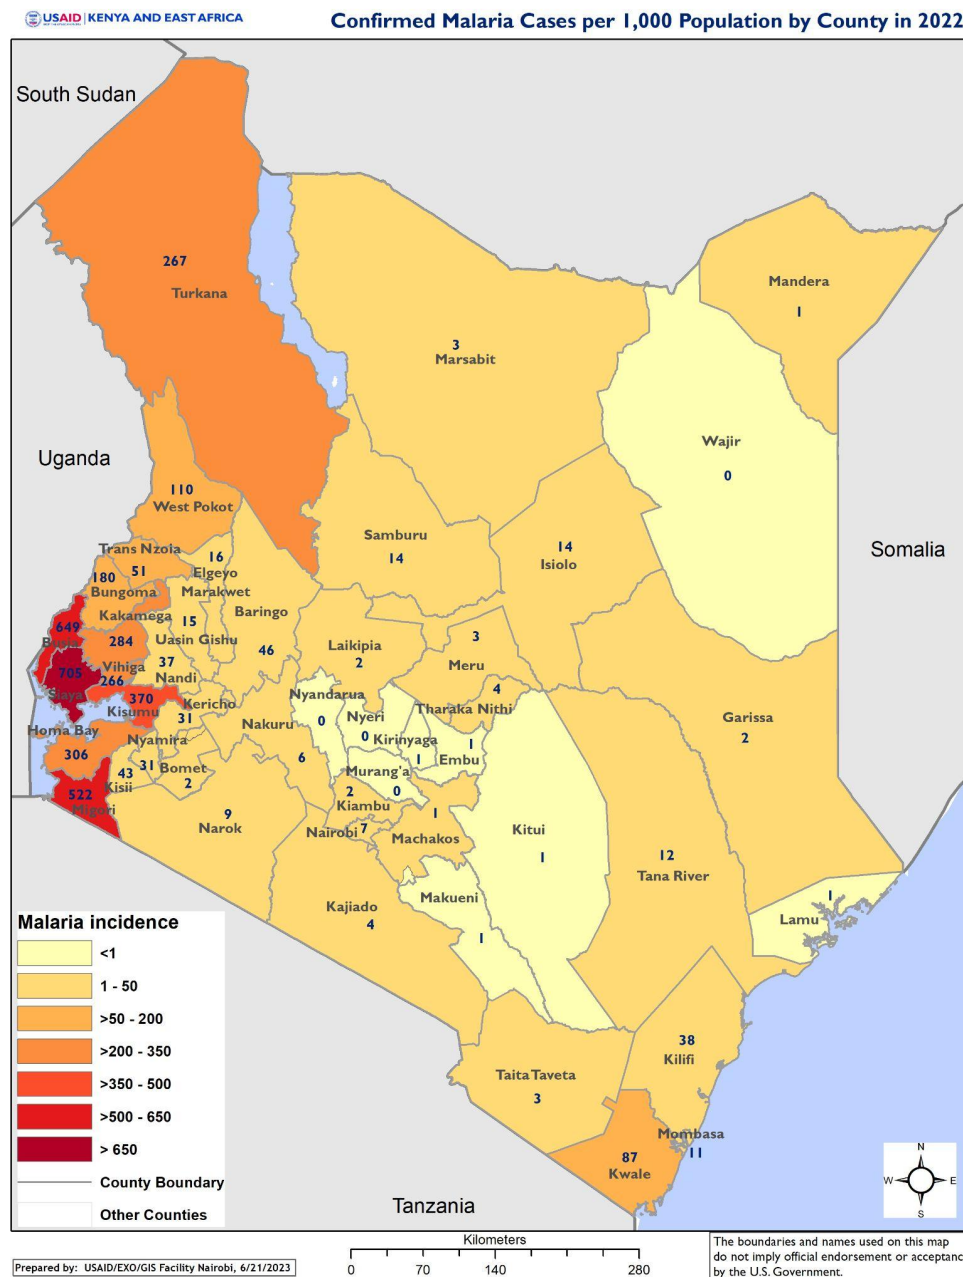 USAID | KENYA AND EAST AFRICA
Confirmed Malaria Cases per 1,000 Population by County in 2022
South Sudan
267
Turkana
Mandera
1
3
Marsabit
Wajir
0
Uganda
110
West Pokot
Samburu
14
14
Isiolo
Somalia
Trans Nzoia
51
16
Elgeyo
Marakwet
180
Bungoma
Kakamega
284
15
Uasin Gishu
Baringo
46
649
Busia
Vihiga
266
37
Nandi
705
Siaya
370
Kisumu
Kericho
31
Laikipia
2
3
Meru
4
Tharaka Nithi
Nyandarua
0
Nyeri
0
Kirinyaga
1
1
Embu
Garissa
2
Homa Bay
306
Nyamira
31
Bomet
2
Nakuru
6
Murang'a
0
43
Kisii
522
Migori
2
Kiambu
9
Narok
Nairobi
7
1
Machakos
Kitui
1
12
Tana River
Makueni
1
Kajiado
4
1
Lamu
38
Kilifi
Taita Taveta
3
Mombasa
11
87
Kwale
Tanzania
Malaria incidence
<1
1 - 50
>50 - 200
>200 - 350
>350 - 500
>500 - 650
> 650
County Boundary
Other Counties
N
W
E
S
Kilometers
0 70 140 280
Prepared by: USAID/EXO/GIS Facility Nairobi, 6/21/2023
The boundaries and names used on this map
do not imply official endorsement or acceptanc
by the U.S. Government.